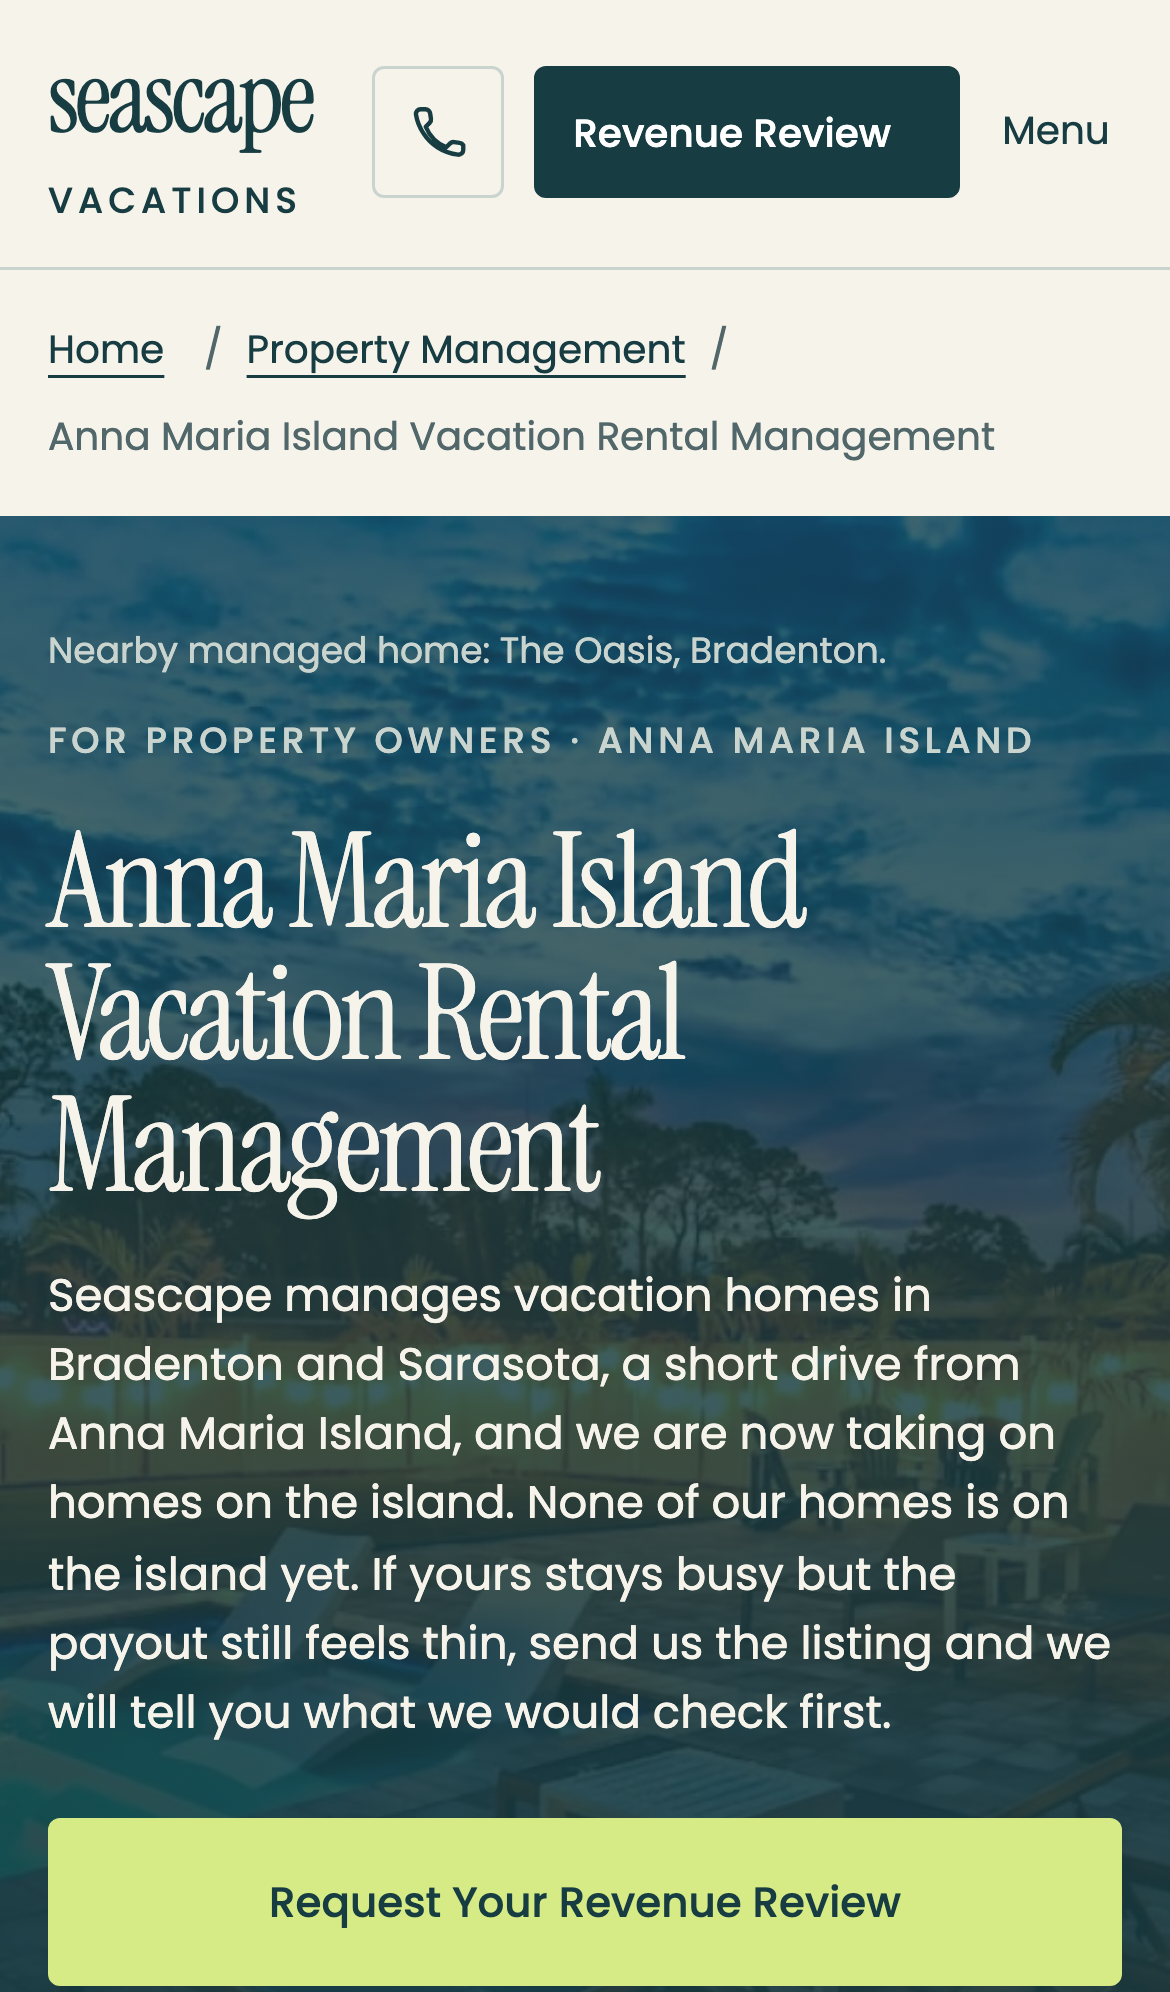 seascape
VACATIONS
Revenue Review
Menu
Home / Property Management /
Anna Maria Island Vacation Rental Management
Nearby managed home: The Oasis, Bradenton.
FOR PROPERTY OWNERS · ANNA MARIA ISLAND
Anna Maria Island
Vacation Rental
Management
Seascape manages vacation homes in
Bradenton and Sarasota, a short drive from
Anna Maria Island, and we are now taking on
homes on the island. None of our homes is on
the island yet. If yours stays busy but the
payout still feels thin, send us the listing and we
will tell you what we would check first.
Request Your Revenue Review